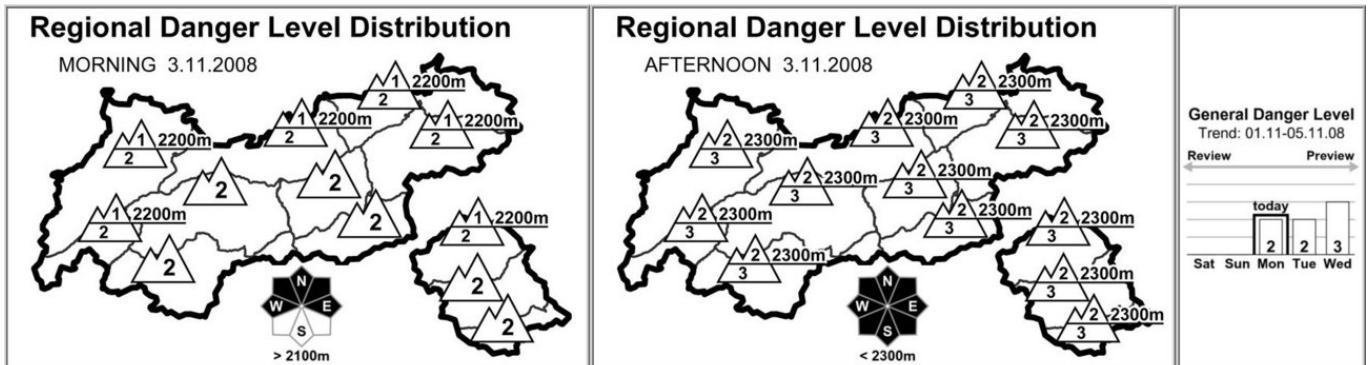 Regional Danger Level Distribution
MORNING 3.11.2008
1 2200m
2
1 2200m
2
1 2200m
2
1 2200m
2
2
2
1 2200m
2
2
1 2200m
2
2
2
2
N
W E
S
> 2100m
Regional Danger Level Distribution
AFTERNOON 3.11.2008
2 2300m
3
2 2300m
3
2 2300m
3
2 2300m
3
2 2300m
3
2 2300m
3
2 2300m
3
2 2300m
3
2 2300m
3
2 2300m
3
2 2300m
3
2 2300m
3
N
W E
S
< 2300m
General Danger Level
Trend: 01.11-05.11.08
Review Preview
today
2 2 3
Sat Sun Mon Tue Wed